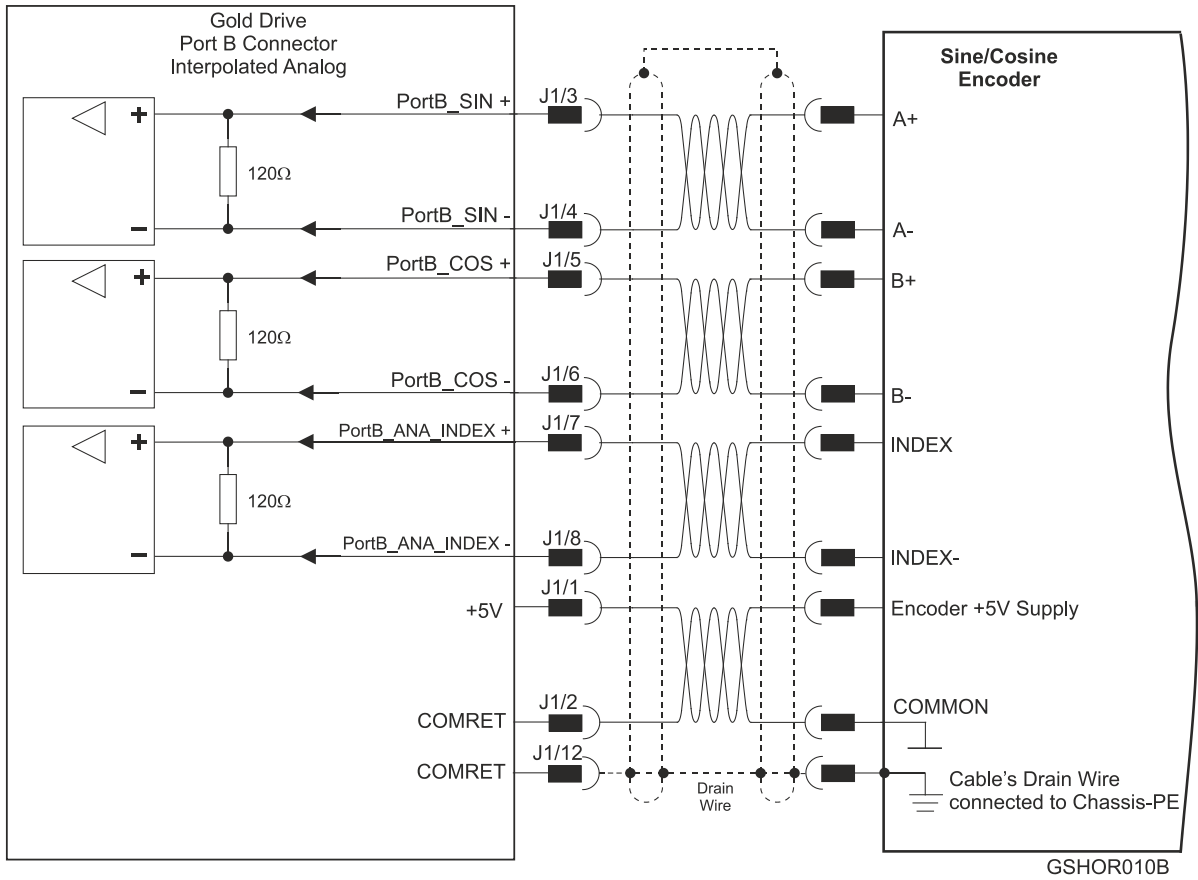 Gold Drive
Port B Connector
Interpolated Analog
Sine/Cosine
Encoder
PortB_SIN +
J1/3
A+
+
120Ω
PortB_SIN -
J1/4
A-
-
PortB_COS +
J1/5
B+
+
120Ω
PortB_COS -
J1/6
B-
-
PortB_ANA_INDEX +
J1/7
INDEX
+
120Ω
PortB_ANA_INDEX -
J1/8
INDEX-
-
+5V
J1/1
Encoder +5V Supply
COMRET
J1/2
COMMON
COMRET
J1/12
Drain
Wire
Cable's Drain Wire
connected to Chassis-PE
GSHOR010B